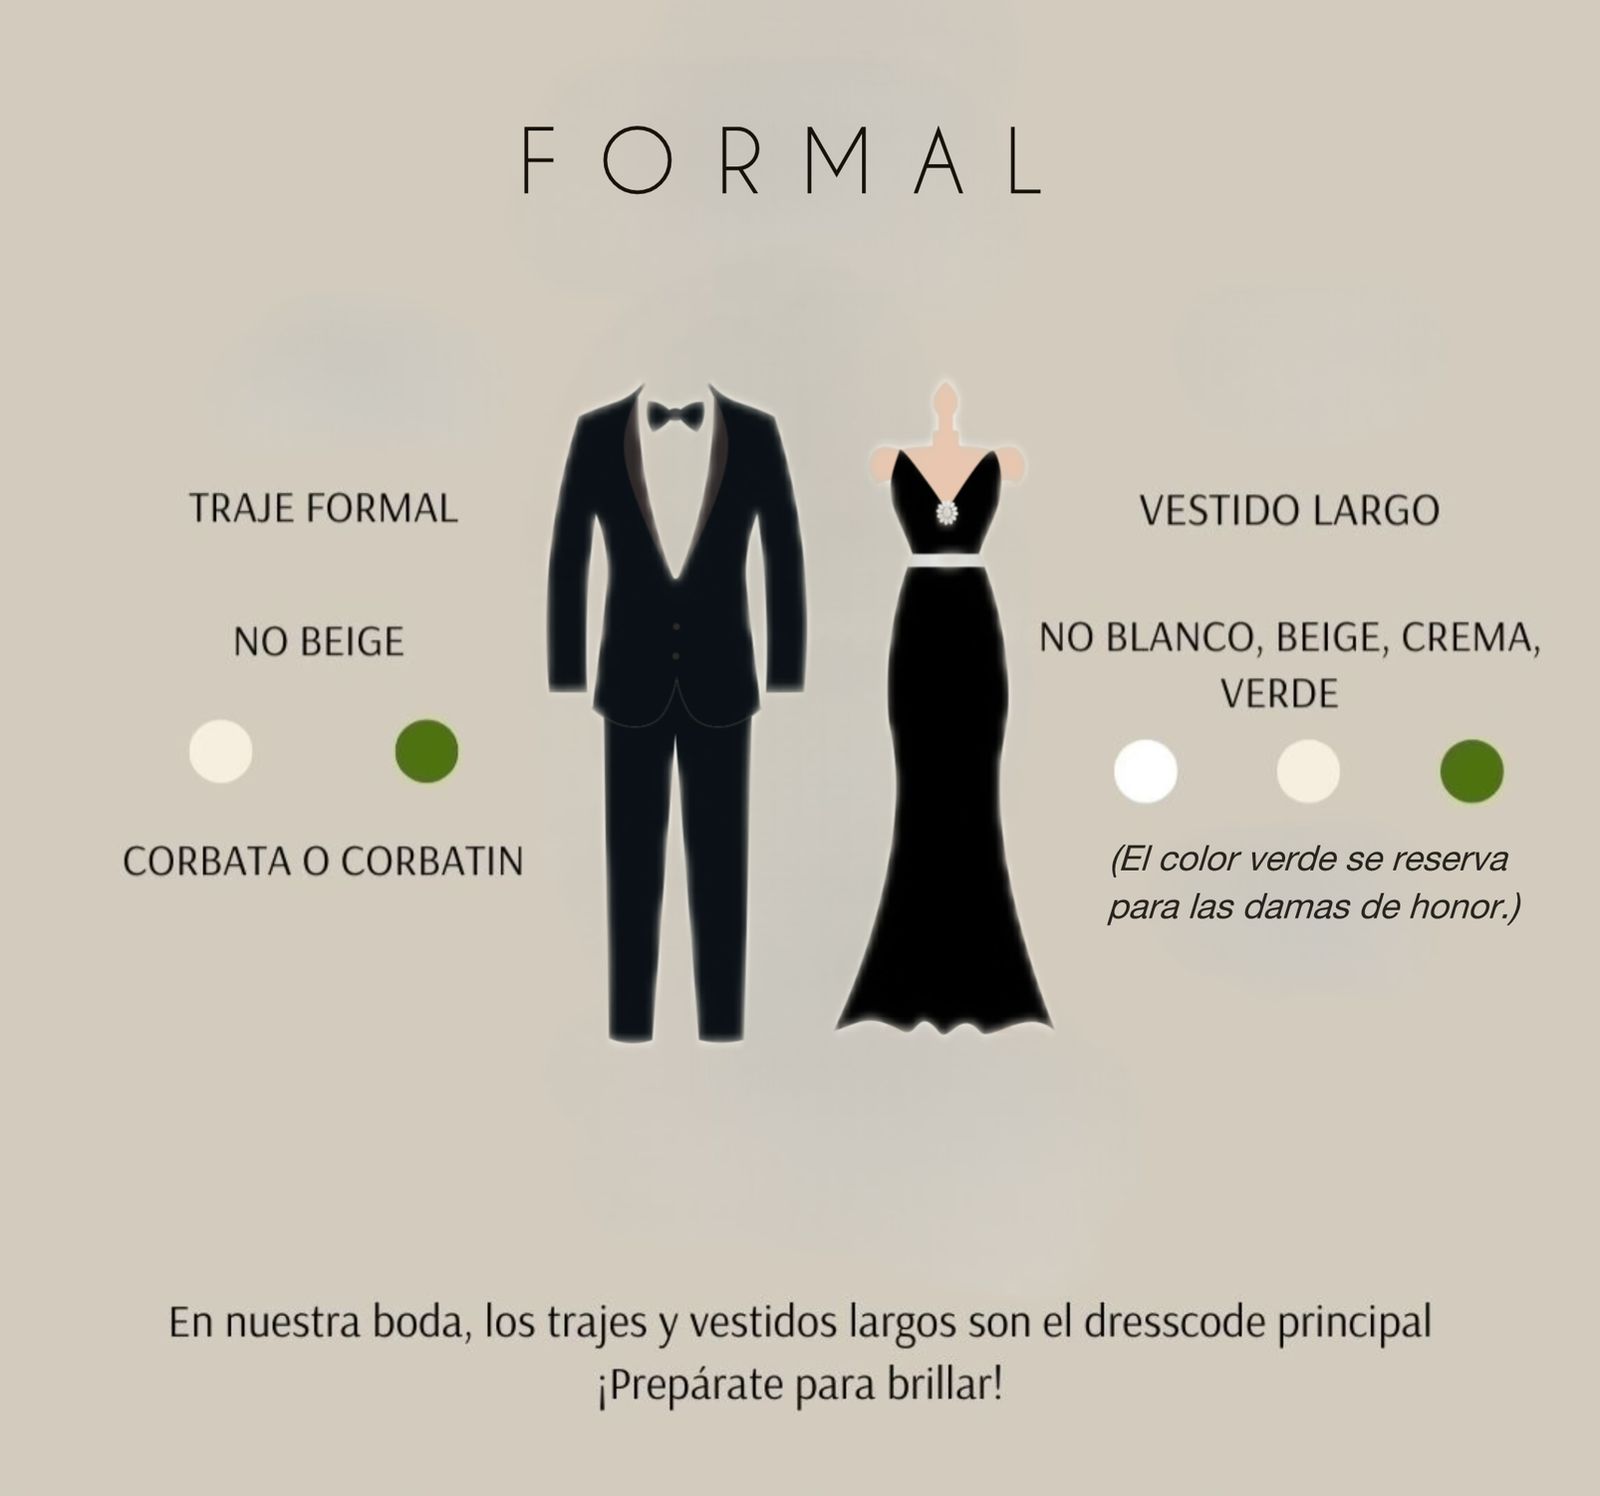 FORMAL
TRAJE FORMAL
NO BEIGE
CORBATA O CORBATIN
VESTIDO LARGO
NO BLANCO, BEIGE, CREMA,
VERDE
(El color verde se reserva
para las damas de honor.)
En nuestra boda, los trajes y vestidos largos son el dresscode principal
¡Prepárate para brillar!